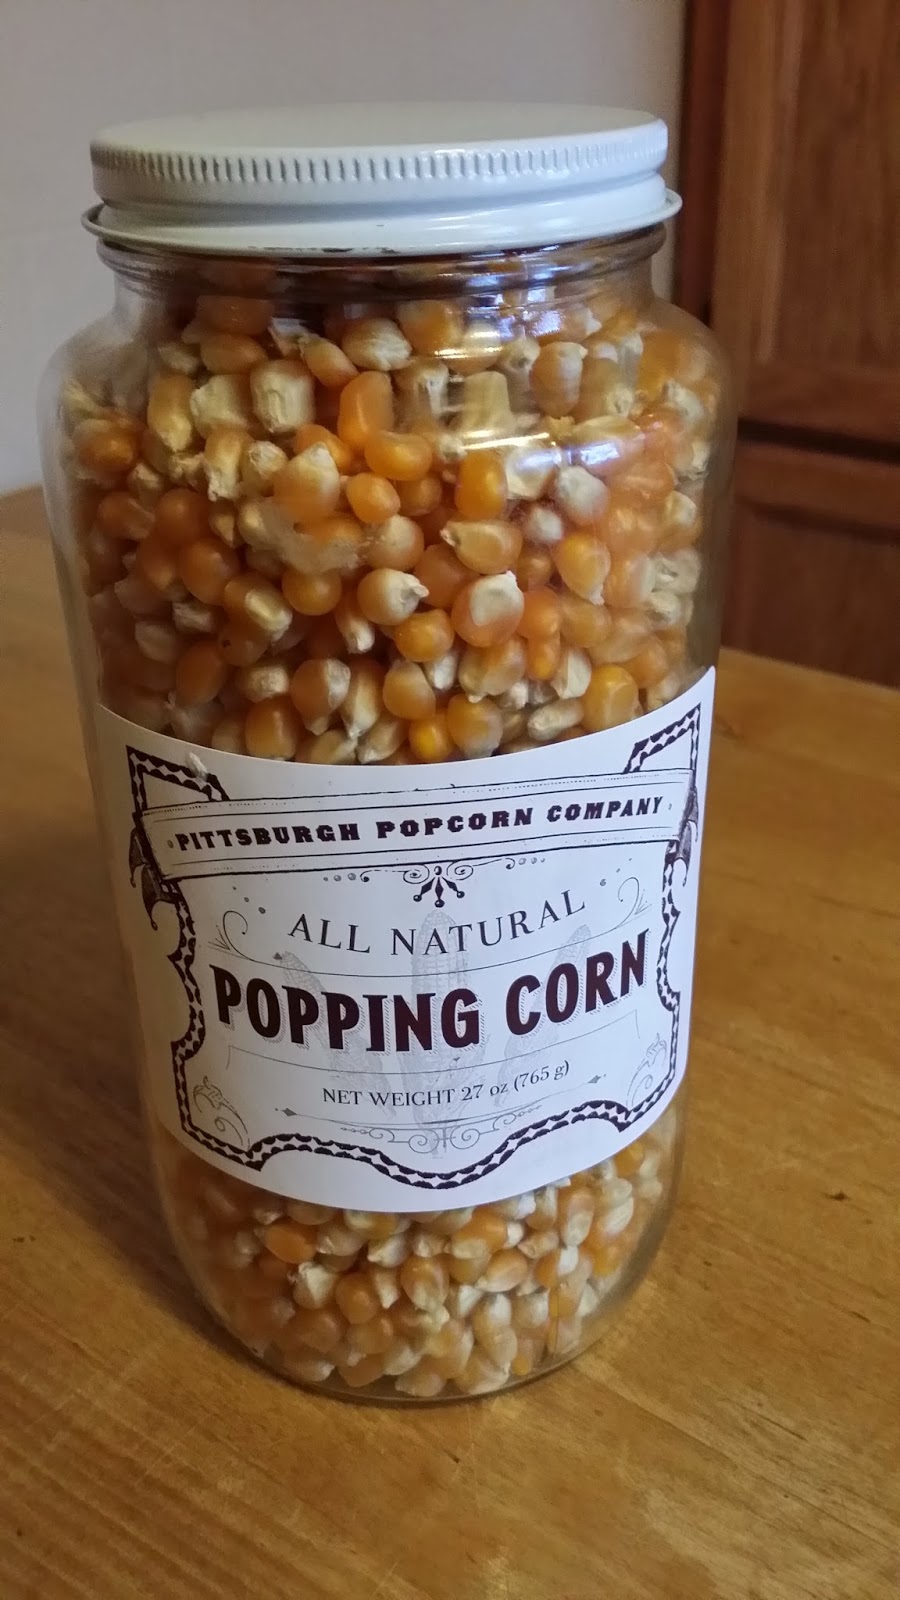 PITTSBURGH POPCORN COMPANY
ALL NATURAL
POPPING CORN
NET WEIGHT 27 oz (765 g)